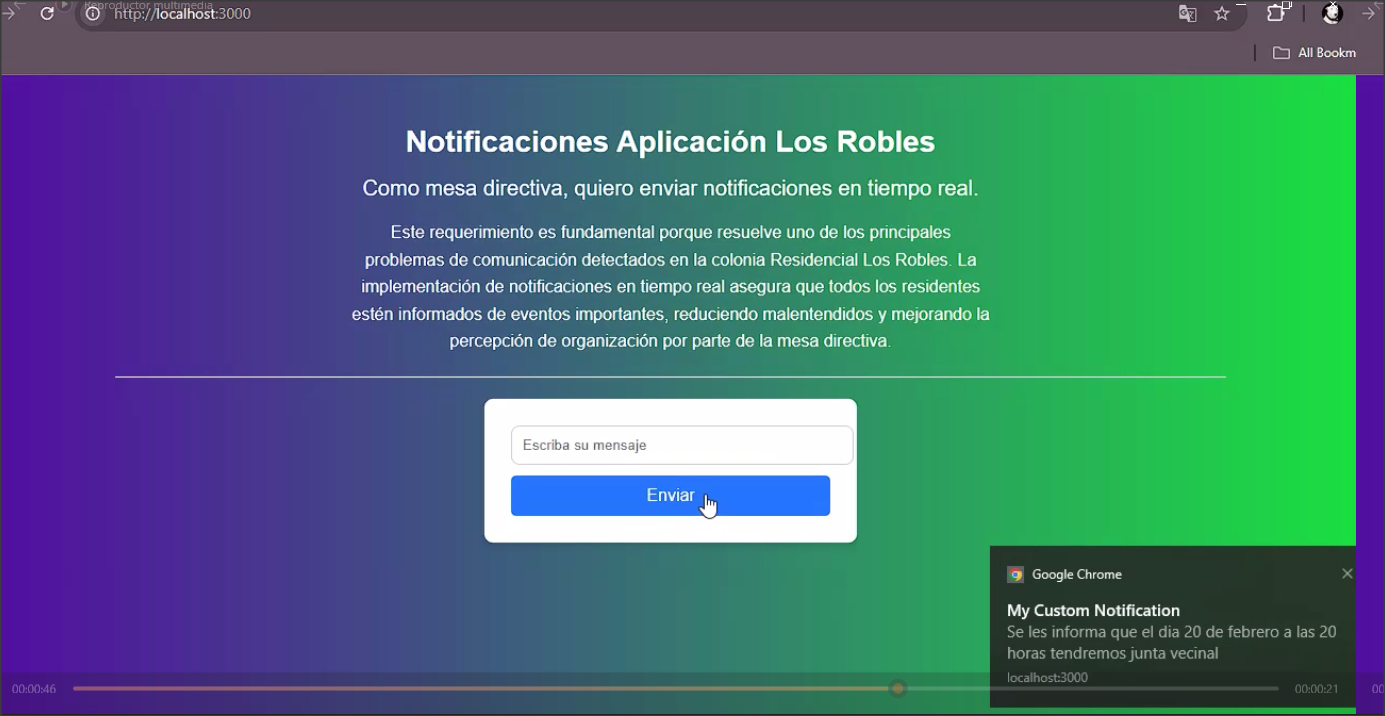 Reproductor multimedia
http://localhost:3000
All Bookm
Notificaciones Aplicación Los Robles
Como mesa directiva, quiero enviar notificaciones en tiempo real.
Este requerimiento es fundamental porque resuelve uno de los principales
problemas de comunicación detectados en la colonia Residencial Los Robles. La
implementación de notificaciones en tiempo real asegura que todos los residentes
estén informados de eventos importantes, reduciendo malentendidos y mejorando la
percepción de organización por parte de la mesa directiva.
Escriba su mensaje
Enviar
Google Chrome
My Custom Notification
Se les informa que el dia 20 de febrero a las 20
horas tendremos junta vecinal
localhost:3000
00:00:46
00:00:21
00